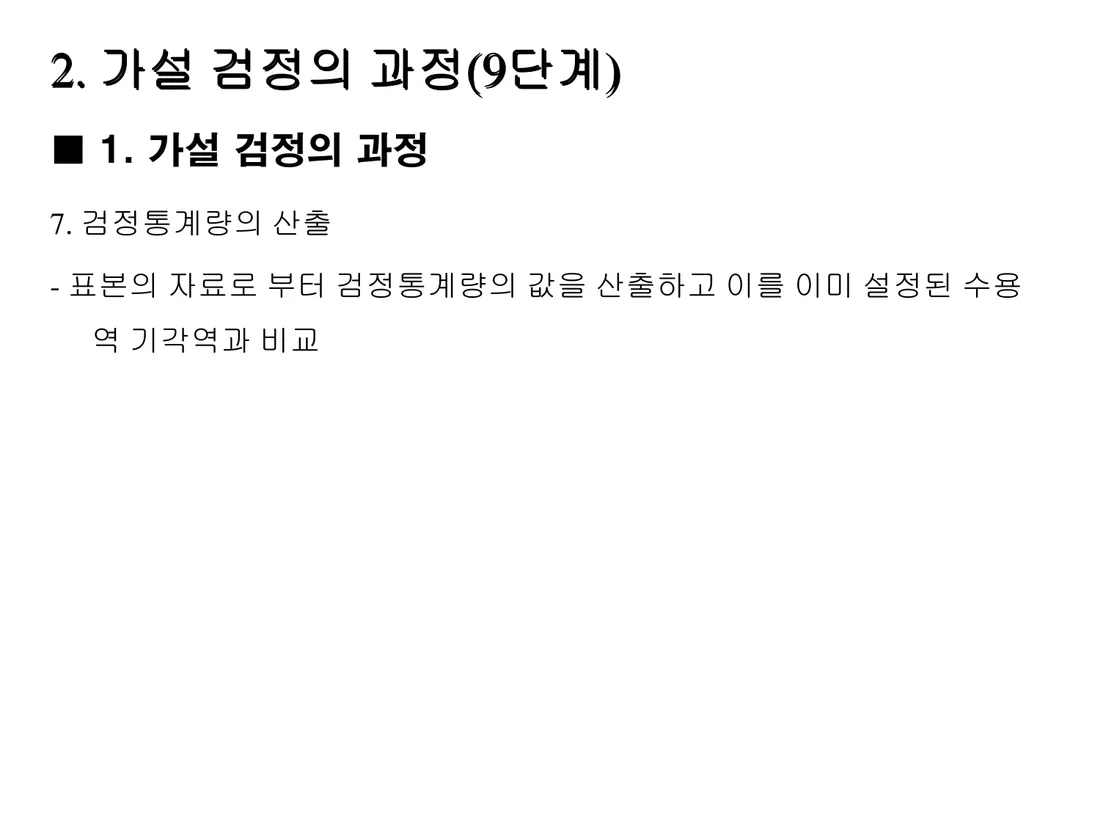 2. 가설 검정의 과정(9단계)
■ 1. 가설 검정의 과정
7. 검정통계량의 산출
- 표본의 자료로 부터 검정통계량의 값을 산출하고 이를 이미 설정된 수용
역 기각역과 비교